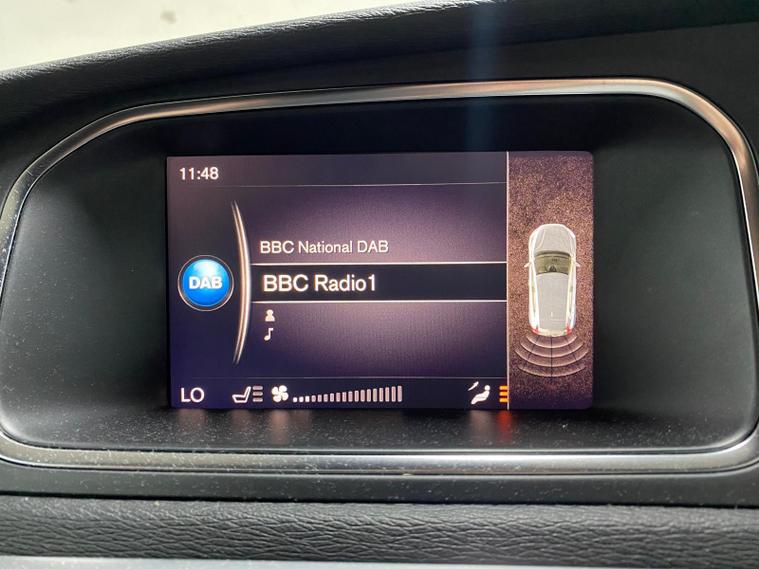 11:48
BBC National DAB
DAB
BBC Radio1
LO